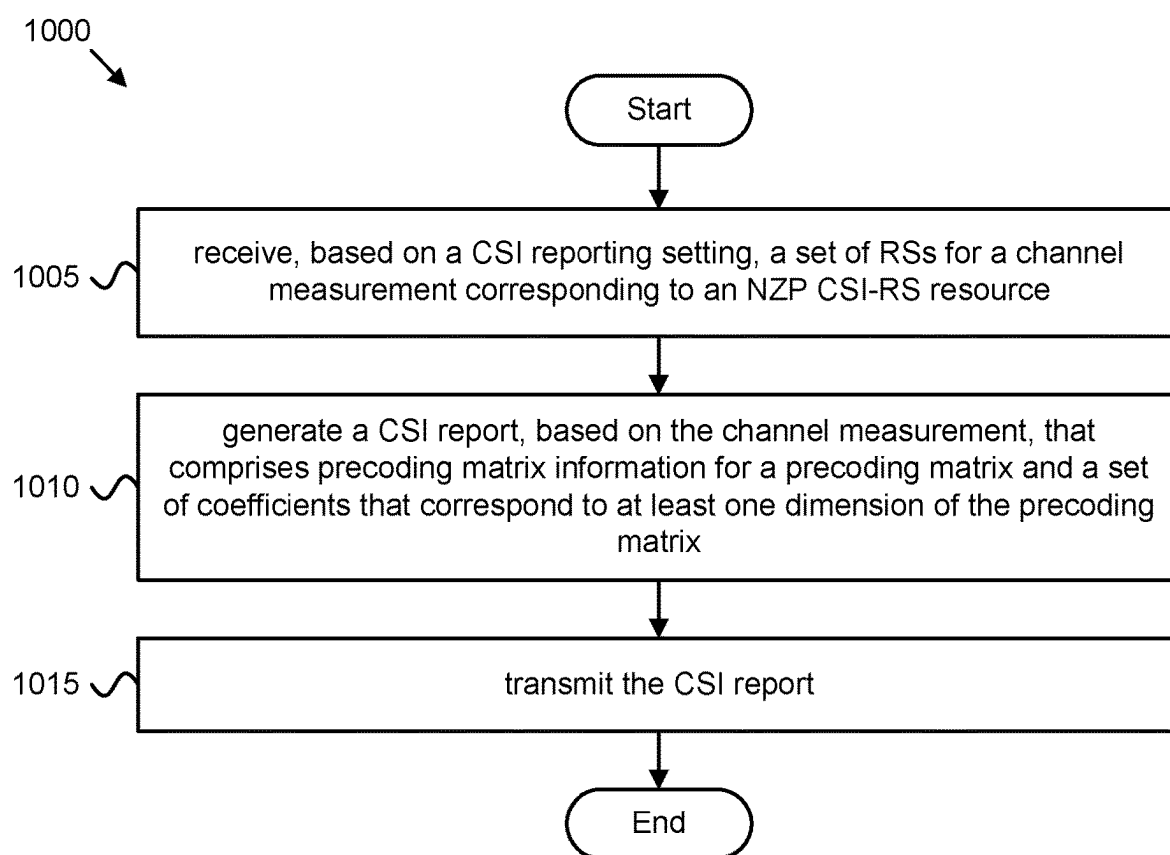 1000
Start
1005
receive, based on a CSI reporting setting, a set of RSs for a channel
measurement corresponding to an NZP CSI-RS resource
1010
generate a CSI report, based on the channel measurement, that
comprises precoding matrix information for a precoding matrix and a set
of coefficients that correspond to at least one dimension of the precoding
matrix
1015
transmit the CSI report
End